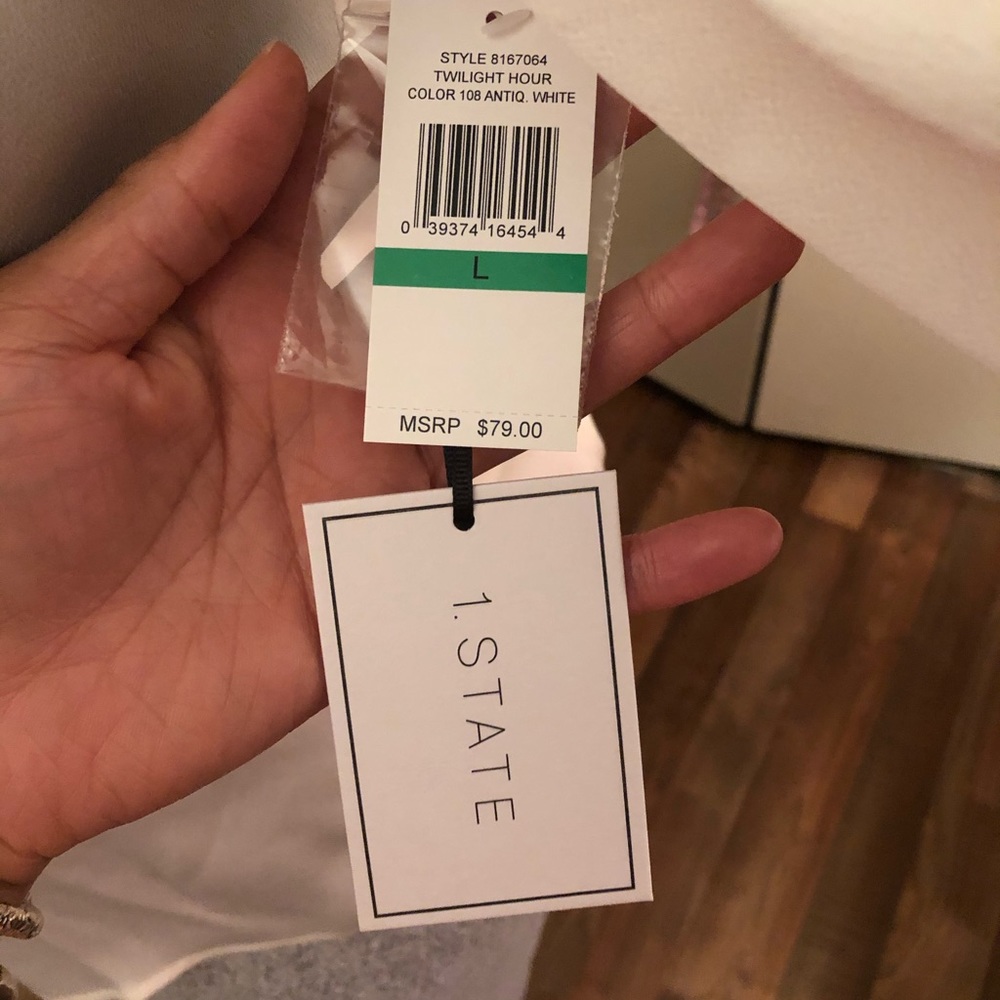 STYLE 8167064
TWILIGHT HOUR
COLOR 108 ANTIQ. WHITE
0 39374 16454 4
L
MSRP $79.00
1.STATE